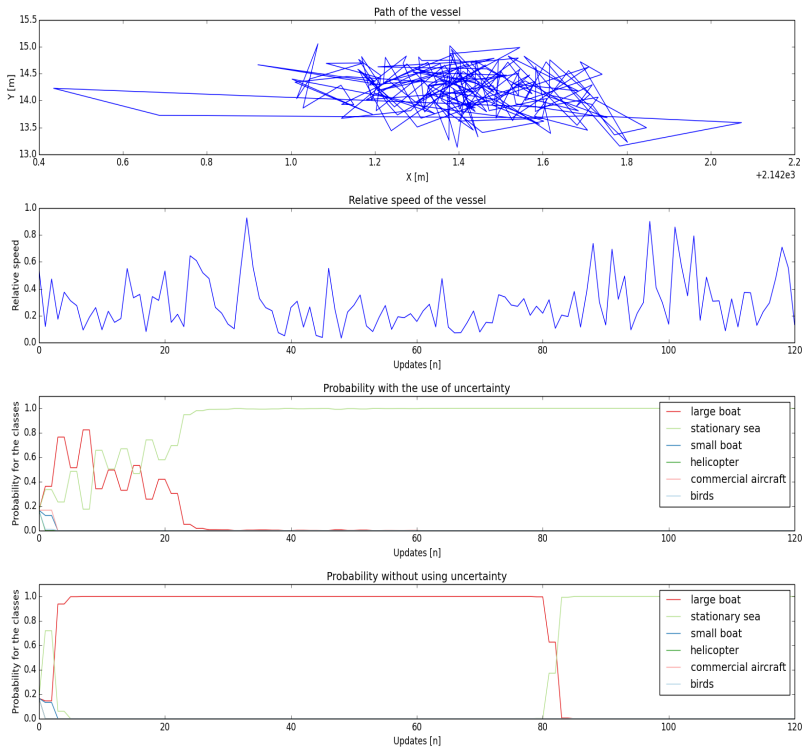 Path of the vessel
15.5
15.0
14.5
14.0
13.5
13.0
Y [m]
0.4 0.6 0.8 1.0 1.2 1.4 1.6 1.8 2.0 2.2
X [m]
+2.142e3
Relative speed of the vessel
1.0
0.8
0.6
0.4
0.2
0.0
Relative speed
0 20 40 60 80 100 120
Updates [n]
Probability with the use of uncertainty
1.0
0.8
0.6
0.4
0.2
0.0
Probability for the classes
large boat
stationary sea
small boat
helicopter
commercial aircraft
birds
0 20 40 60 80 100 120
Updates [n]
Probability without using uncertainty
1.0
0.8
0.6
0.4
0.2
0.0
Probability for the classes
large boat
stationary sea
small boat
helicopter
commercial aircraft
birds
0 20 40 60 80 100 120
Updates [n]